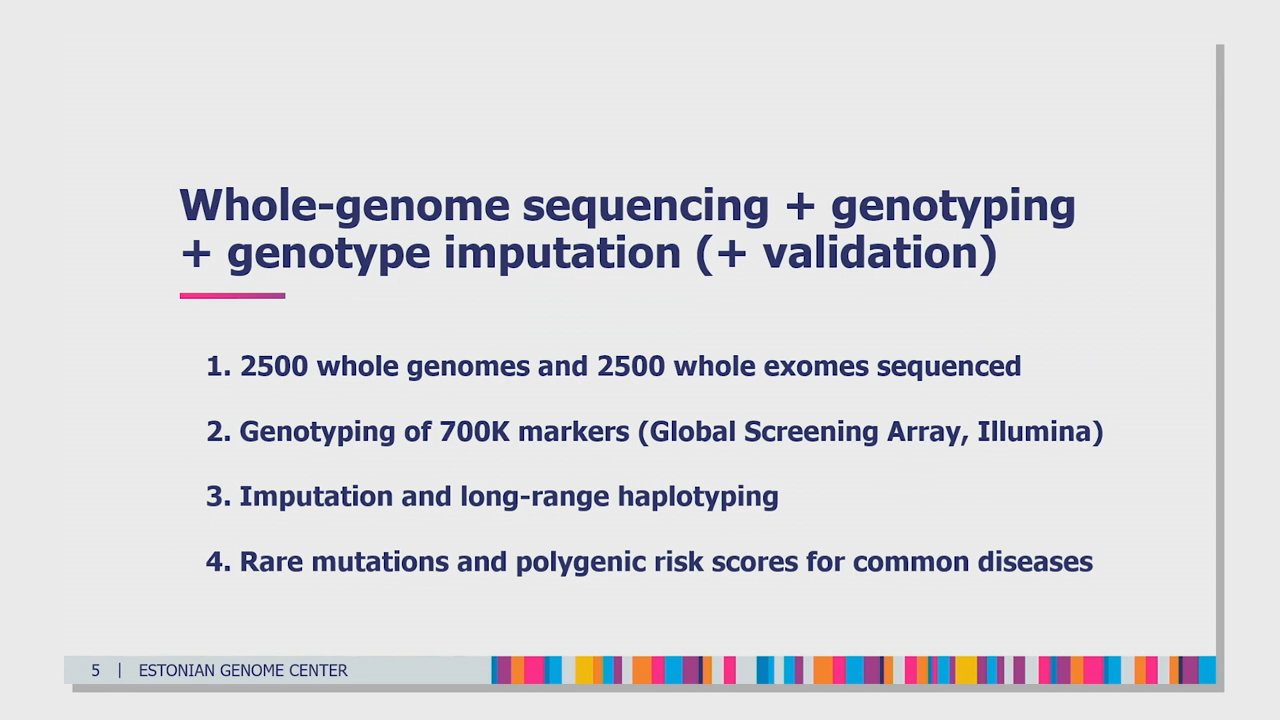 Whole-genome sequencing + genotyping
+ genotype imputation (+ validation)
1. 2500 whole genomes and 2500 whole exomes sequenced
2. Genotyping of 700K markers (Global Screening Array, Illumina)
3. Imputation and long-range haplotyping
4. Rare mutations and polygenic risk scores for common diseases
5 | ESTONIAN GENOME CENTER